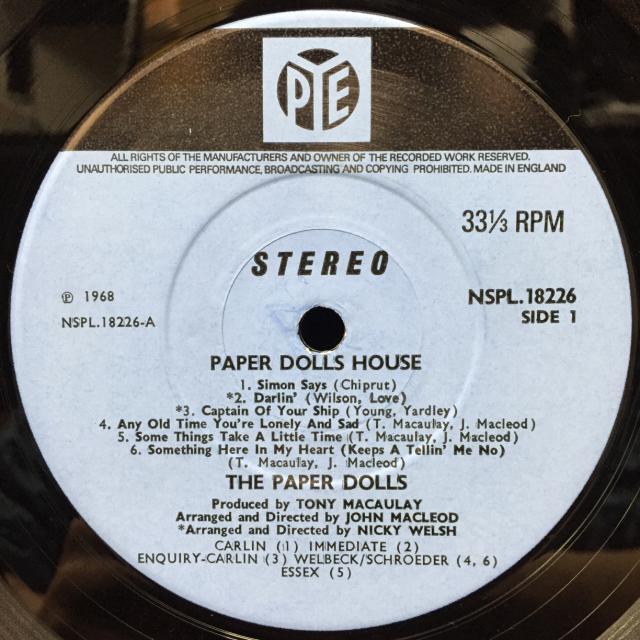 PYE
ALL RIGHTS OF THE MANUFACTURERS AND OWNER OF THE RECORDED WORK RESERVED.
UNAUTHORISED PUBLIC PERFORMANCE, BROADCASTING AND COPYING PROHIBITED. MADE IN ENGLAND
33⅓ RPM
STEREO
℗ 1968
NSPL.18226-A
NSPL.18226
SIDE 1
PAPER DOLLS HOUSE
1. Simon Says (Chiprut)
*2. Darlin' (Wilson, Love)
*3. Captain Of Your Ship (Young, Yardley)
4. Any Old Time You're Lonely And Sad (T. Macaulay, J. Macleod)
5. Some Things Take A Little Time (T. Macaulay, J. Macleod)
6. Something Here In My Heart (Keeps A Tellin' Me No)
(T. Macaulay, J. Macleod)
THE PAPER DOLLS
Produced by TONY MACAULAY
Arranged and Directed by JOHN MACLEOD
*Arranged and Directed by NICKY WELSH
CARLIN (1) IMMEDIATE (2)
ENQUIRY-CARLIN (3) WELBECK/SCHROEDER (4, 6)
ESSEX (5)